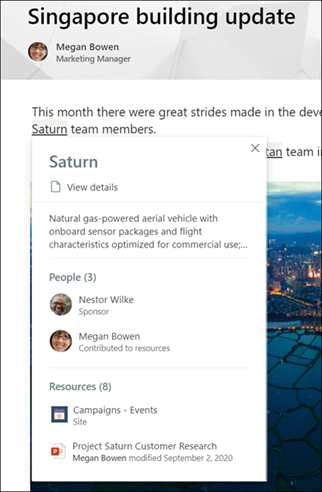 Singapore building update
Megan Bowen
Marketing Manager
This month there were great strides made in the deve
Saturn team members.
tan team in
Saturn
View details
Natural gas-powered aerial vehicle with
onboard sensor packages and flight
characteristics optimized for commercial use;...
People (3)
Nestor Wilke
Sponsor
Megan Bowen
Contributed to resources
Resources (8)
Campaigns - Events
Site
Project Saturn Customer Research
Megan Bowen modified September 2, 2020